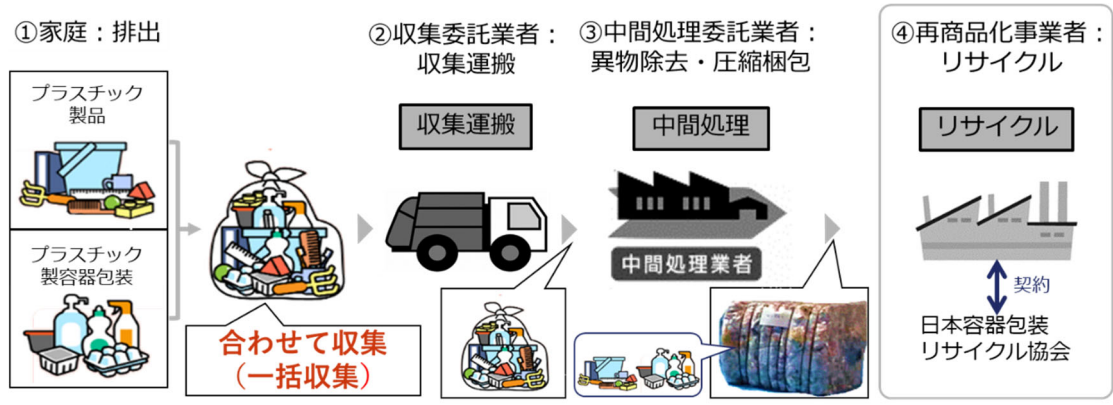 ①家庭：排出
プラスチック
製品
プラスチック
製容器包装
合わせて収集
（一括収集）
②収集委託業者：
収集運搬
収集運搬
③中間処理委託業者：
異物除去・圧縮梱包
中間処理
中間処理業者
④再商品化事業者：
リサイクル
リサイクル
契約
日本容器包装
リサイクル協会